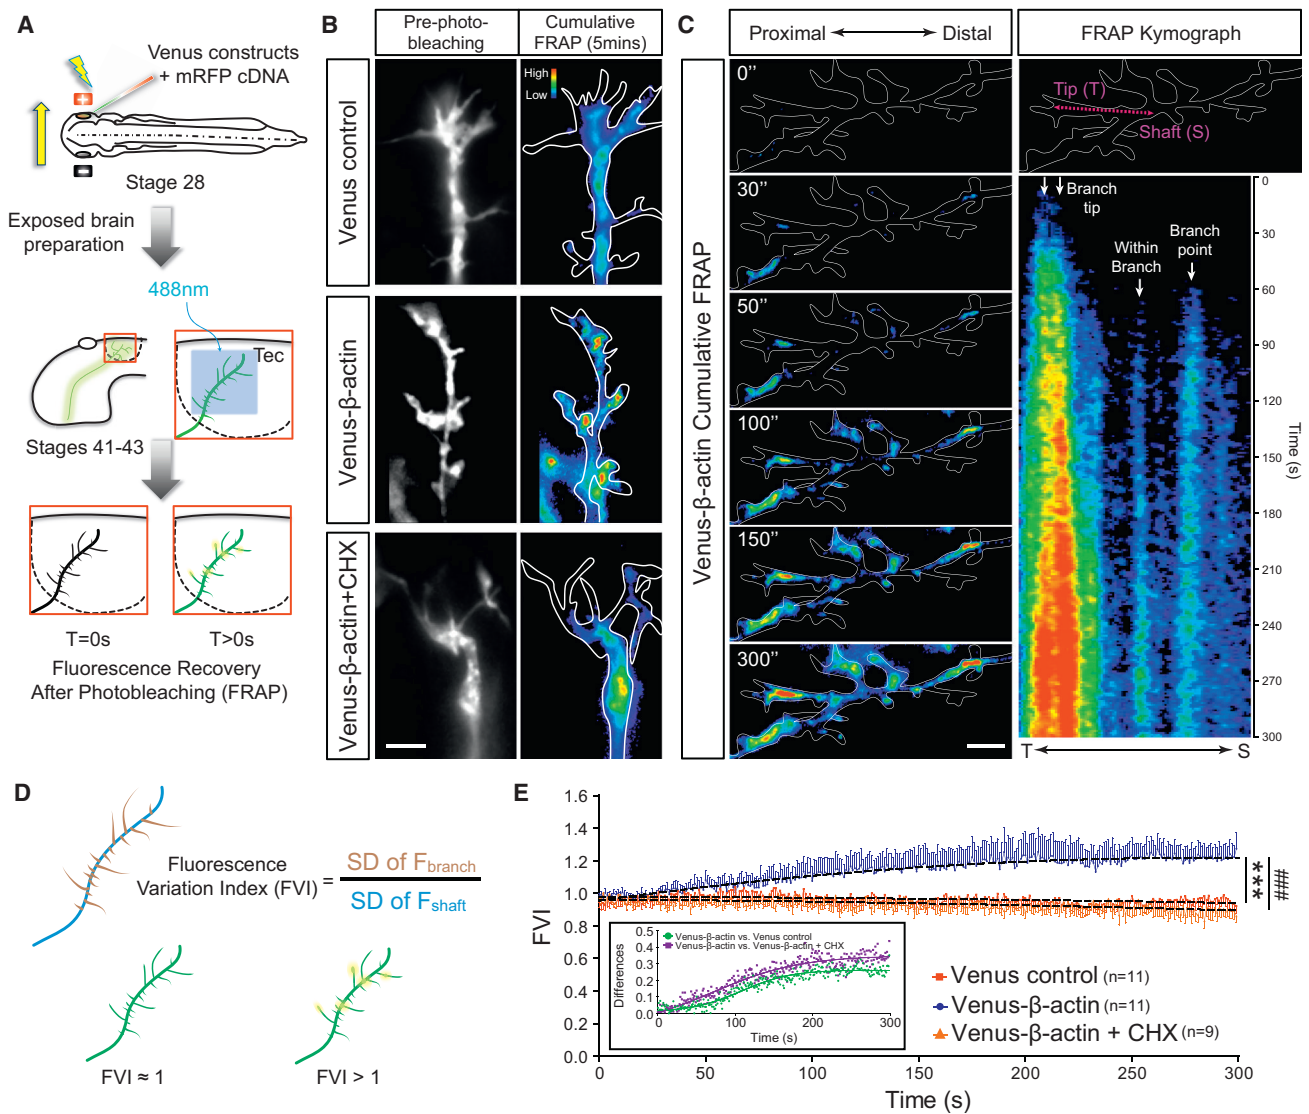 A
Venus constructs
+ mRFP cDNA
Stage 28
Exposed brain
preparation
488nm
Tec
Stages 41-43
T=0s
T>0s
Fluorescence Recovery
After Photobleaching (FRAP)
B
Pre-photo-
bleaching
Cumulative
FRAP (5mins)
Venus control
High
Low
Venus-β-actin
Venus-β-actin+CHX
C
Proximal
Distal
FRAP Kymograph
Venus-β-actin Cumulative FRAP
0’’
30’’
50’’
100’’
150’’
300’’
Tip (T)
Shaft (S)
Branch
tip
Within
Branch
Branch
point
0
30
60
90
120
150
180
210
240
270
300
Time (s)
T
S
D
Fluorescence
Variation Index (FVI)
=
SD of Fbranch
SD of Fshaft
FVI ≈ 1
FVI > 1
E
FVI
1.6
1.4
1.2
1.0
0.8
0.6
0.4
0.2
0.0
0
50
100
150
200
250
300
Time (s)
***
###
Differences
0.5
0.4
0.3
0.2
0.1
0.0
Venus-β-actin vs. Venus control
Venus-β-actin vs. Venus-β-actin + CHX
0
100
200
300
Time (s)
Venus control (n=11)
Venus-β-actin (n=11)
Venus-β-actin + CHX (n=9)